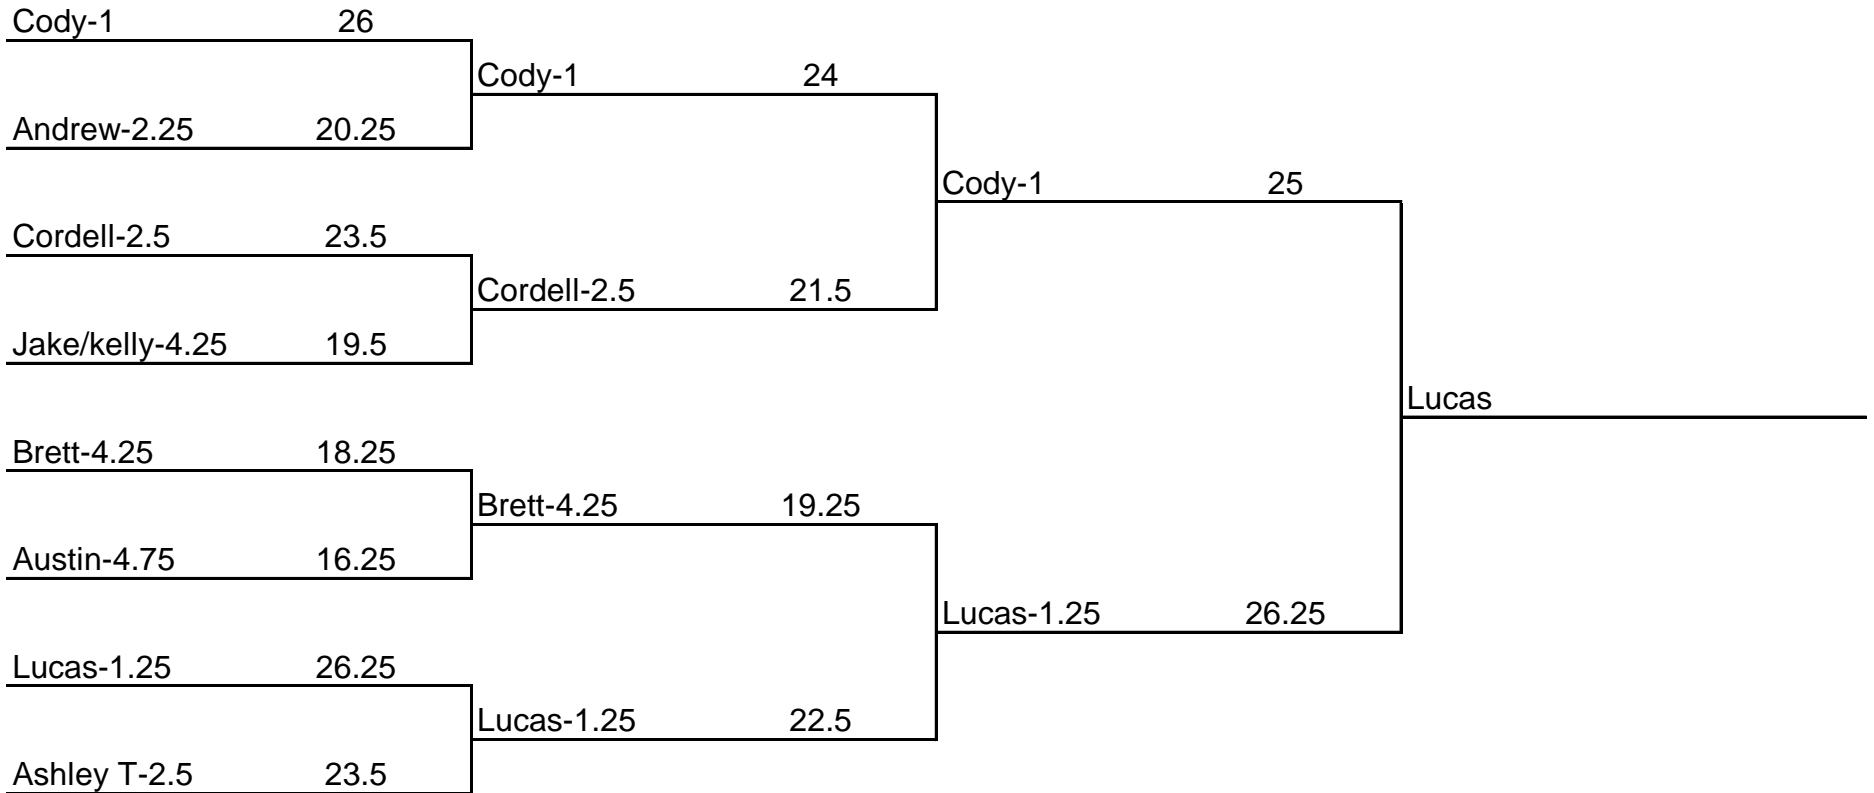 Cody-1 26
Cody-1 24
Andrew-2.25 20.25
Cody-1 25
Cordell-2.5 23.5
Cordell-2.5 21.5
Jake/kelly-4.25 19.5
Lucas
Brett-4.25 18.25
Brett-4.25 19.25
Austin-4.75 16.25
Lucas-1.25 26.25
Lucas-1.25 26.25
Lucas-1.25 22.5
Ashley T-2.5 23.5